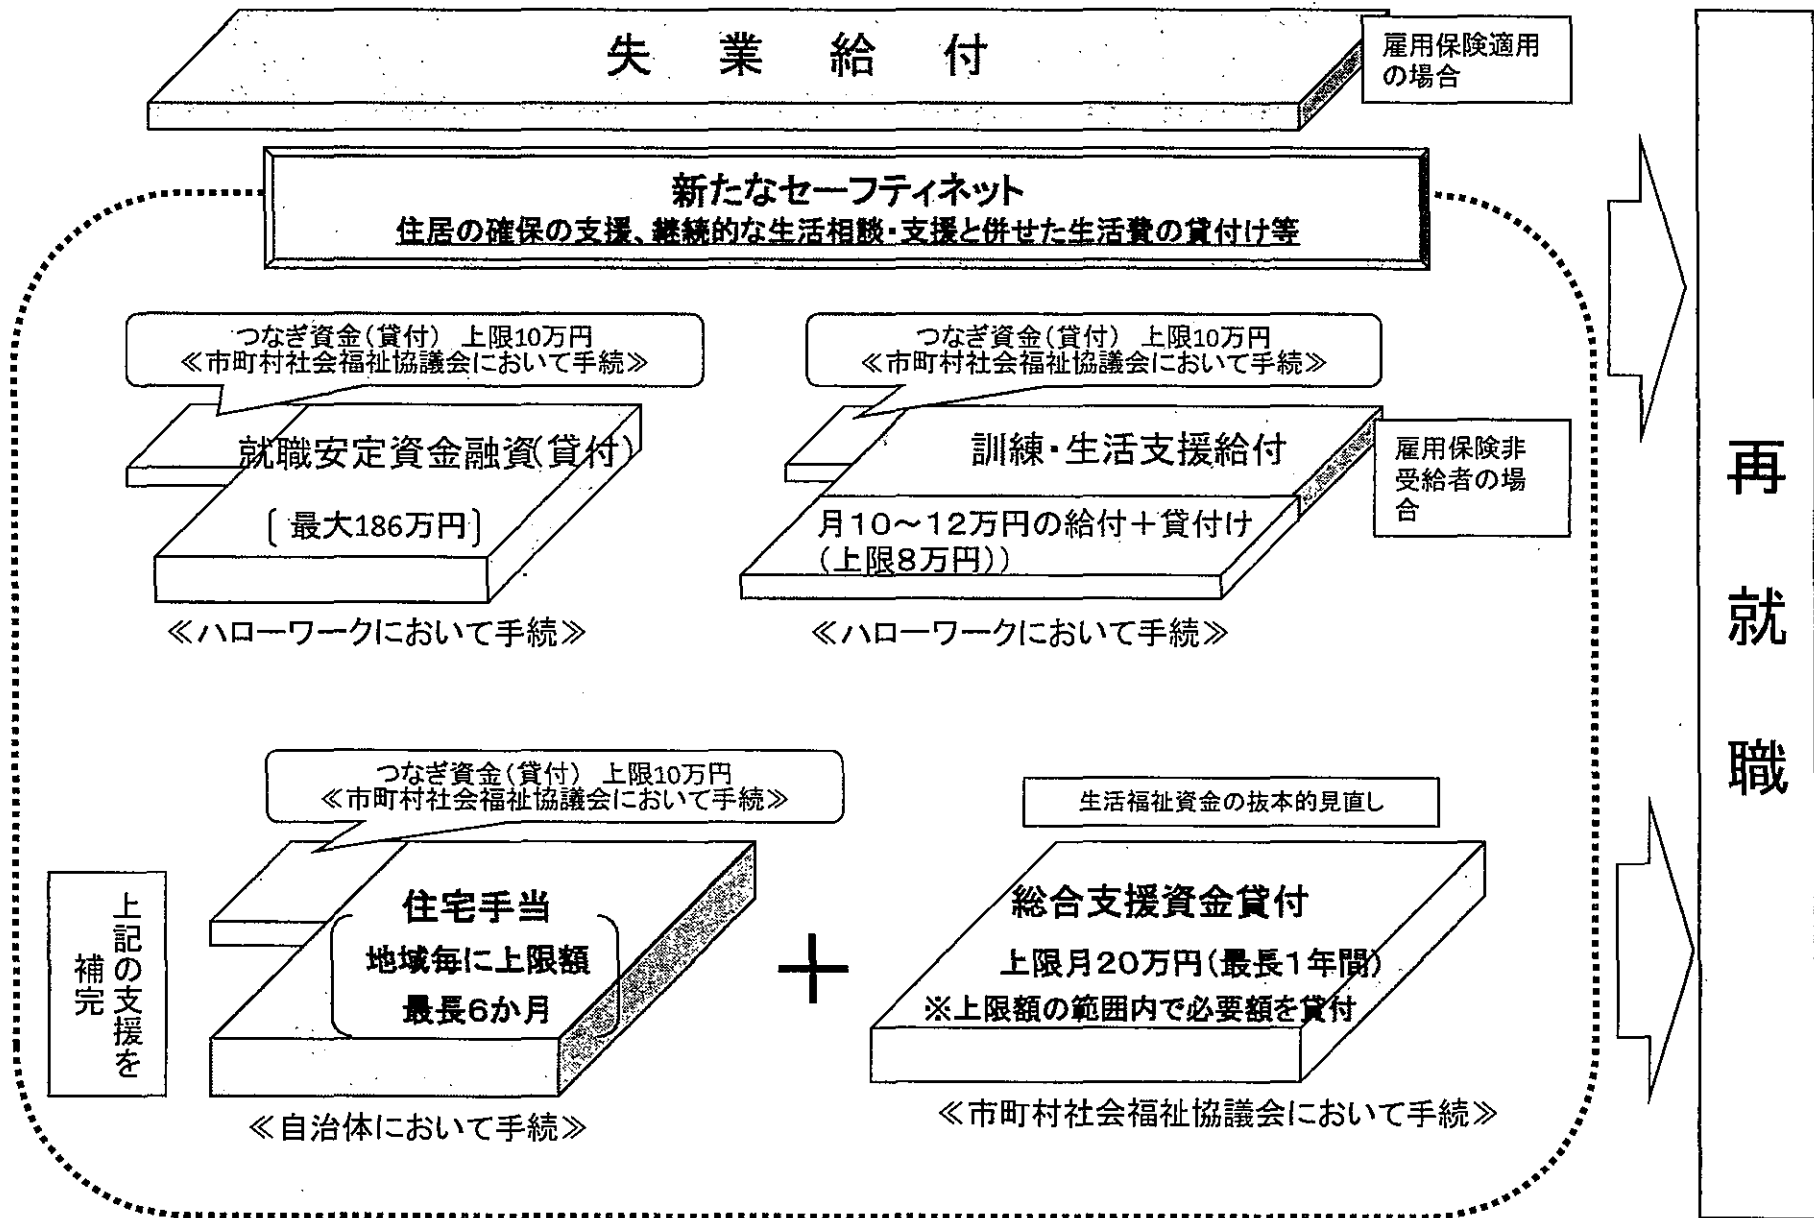 失業給付
雇用保険適用
の場合
新たなセーフティネット
住居の確保の支援、継続的な生活相談・支援と併せた生活費の貸付け等
つなぎ資金(貸付) 上限10万円
≪市町村社会福祉協議会において手続≫
つなぎ資金(貸付) 上限10万円
≪市町村社会福祉協議会において手続≫
就職安定資金融資(貸付)
〔最大186万円〕
≪ハローワークにおいて手続≫
訓練・生活支援給付
月10～12万円の給付＋貸付け
(上限8万円))
≪ハローワークにおいて手続≫
雇用保険非
受給者の場
合
つなぎ資金(貸付) 上限10万円
≪市町村社会福祉協議会において手続≫
生活福祉資金の抜本的見直し
上記の支援を
補完
住宅手当
地域毎に上限額
最長6か月
≪自治体において手続≫
＋
総合支援資金貸付
上限月20万円(最長1年間)
※上限額の範囲内で必要額を貸付
≪市町村社会福祉協議会において手続≫
再就職